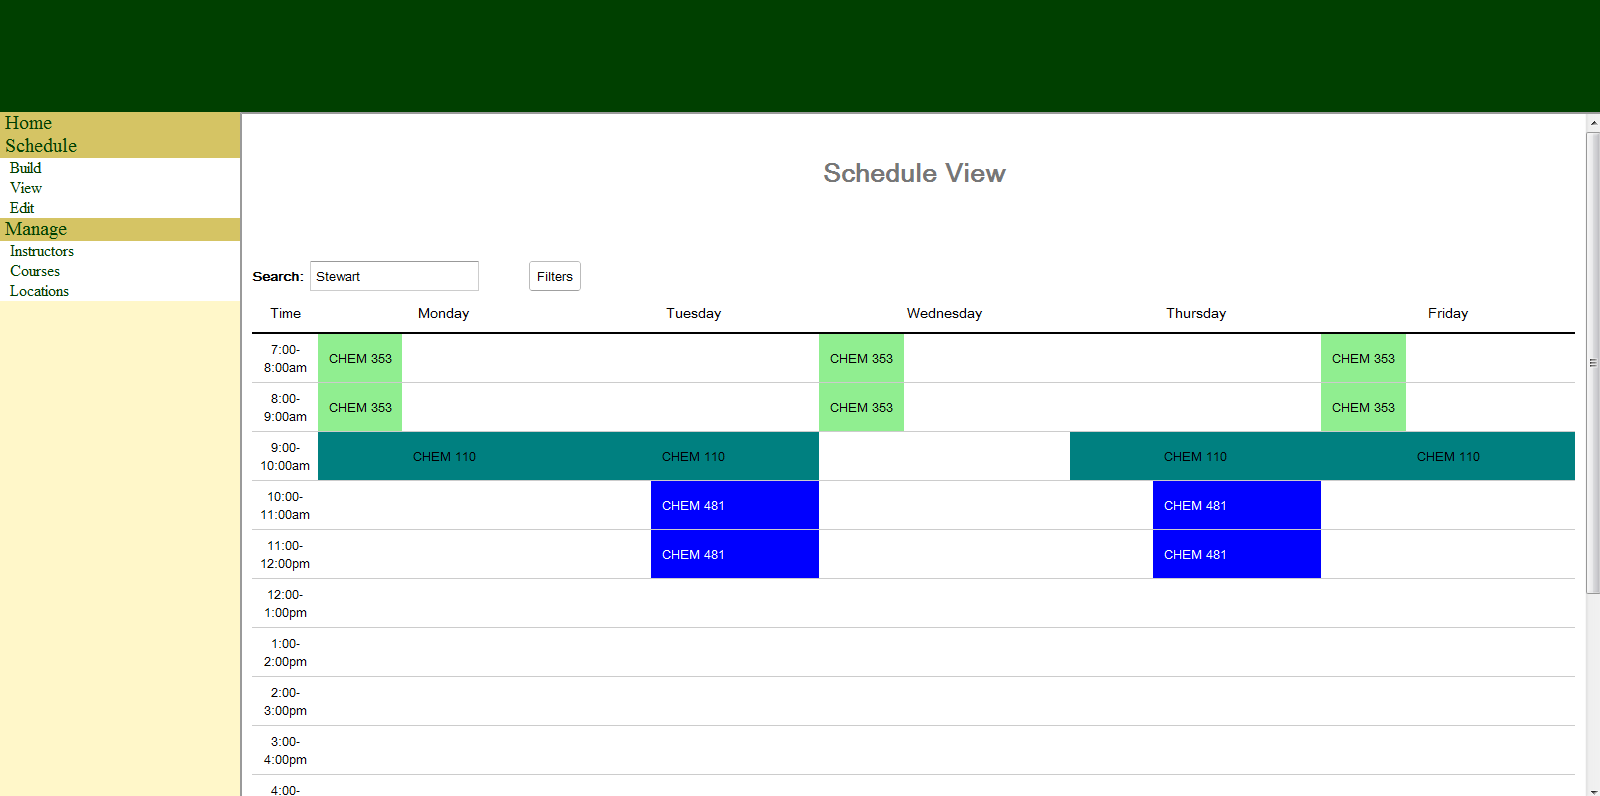 Home
Schedule
Build
View
Edit
Manage
Instructors
Courses
Locations
Schedule View
Search: Stewart Filters
Time Monday Tuesday Wednesday Thursday Friday
7:00-
8:00am CHEM 353 CHEM 353 CHEM 353
8:00-
9:00am CHEM 353 CHEM 353 CHEM 353
9:00-
10:00am CHEM 110 CHEM 110 CHEM 110 CHEM 110
10:00-
11:00am CHEM 481 CHEM 481
11:00-
12:00pm CHEM 481 CHEM 481
12:00-
1:00pm
1:00-
2:00pm
2:00-
3:00pm
3:00-
4:00pm
4:00-